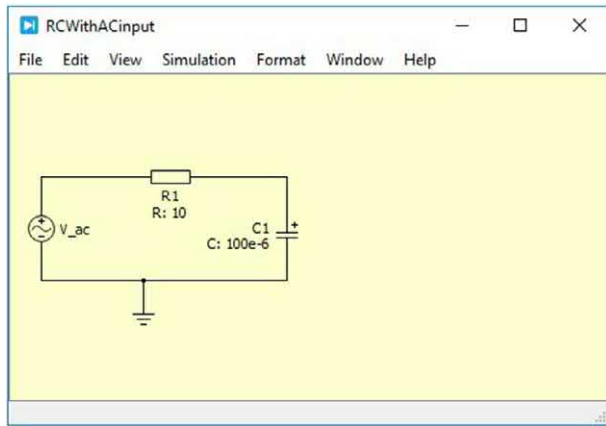 RCWithACinput
File Edit View Simulation Format Window Help
R1
R: 10
V_ac
C1
C: 100e-6